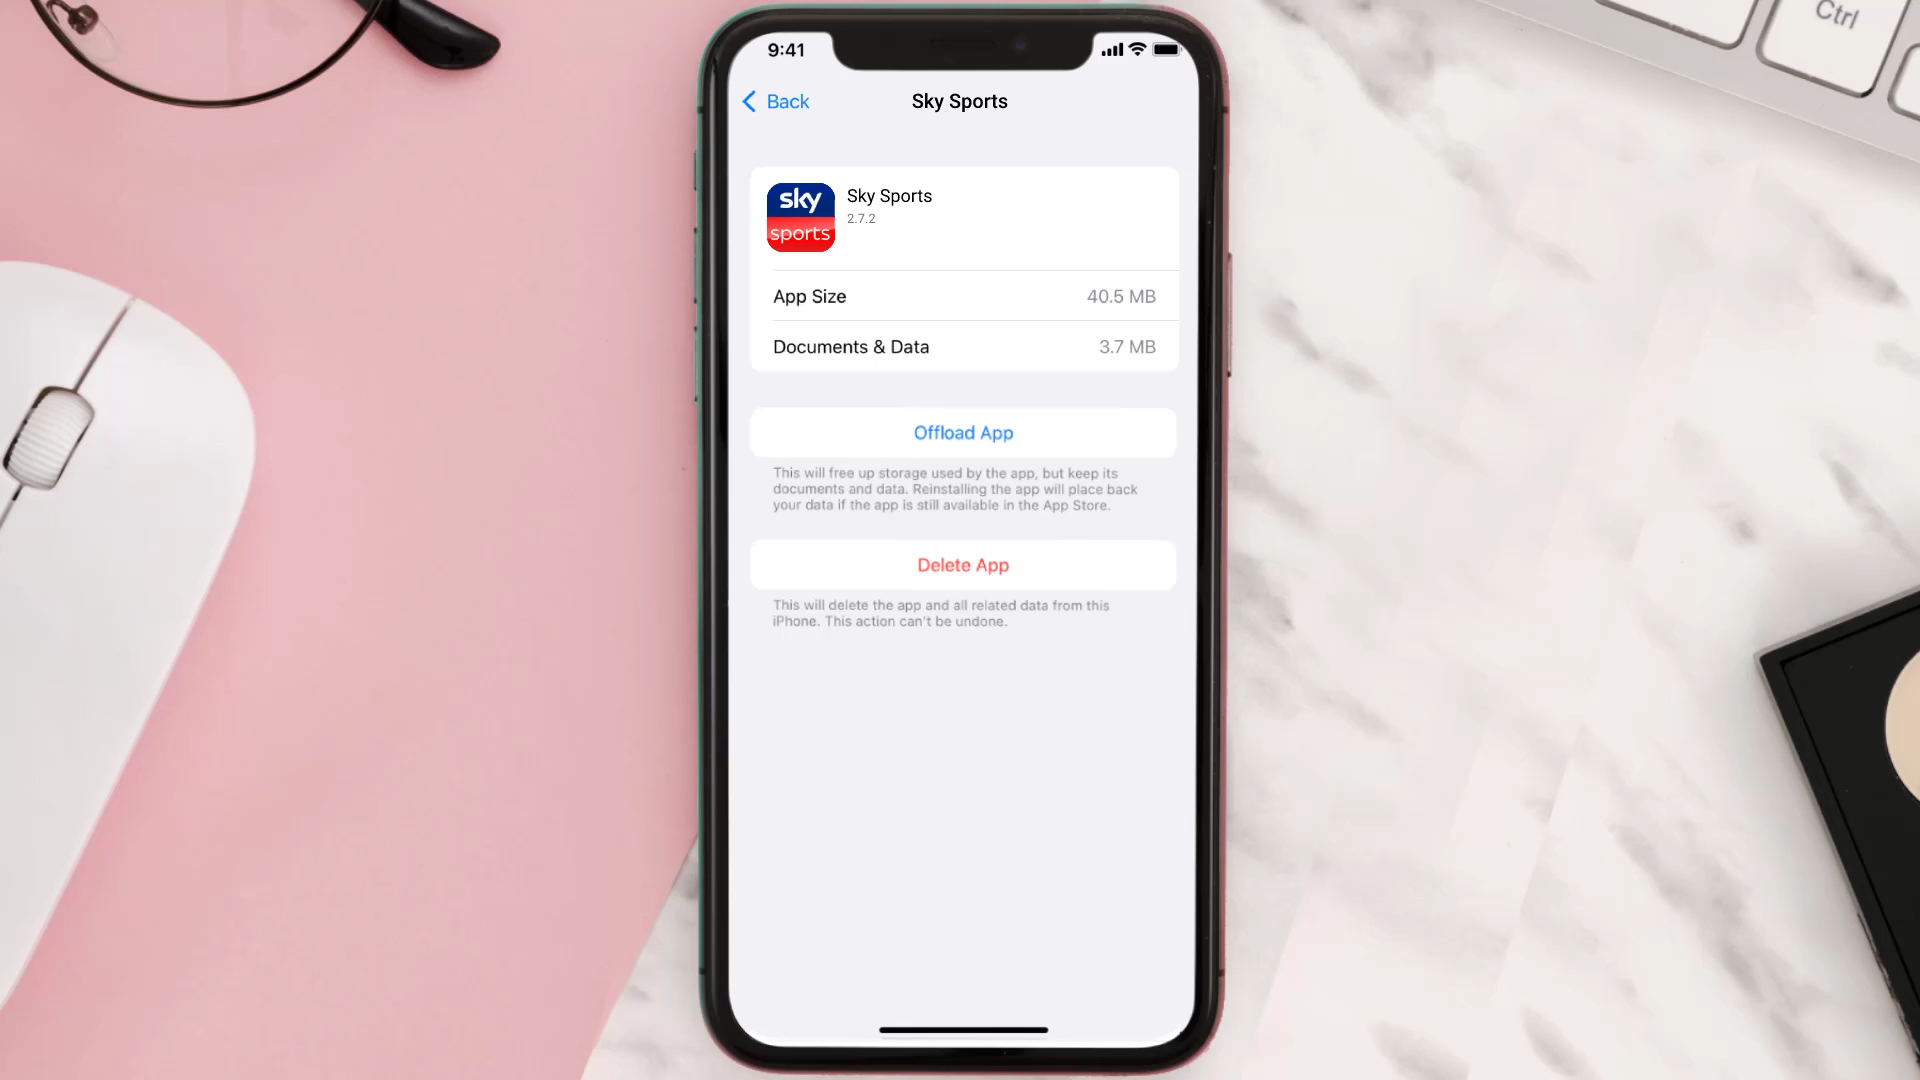 Ctrl
9:41
Back
Sky Sports
sky
sports
Sky Sports
2.7.2
App Size
40.5 MB
Documents & Data
3.7 MB
Offload App
This will free up storage used by the app, but keep its
documents and data. Reinstalling the app will place back
your data if the app is still available in the App Store.
Delete App
This will delete the app and all related data from this
iPhone. This action can't be undone.